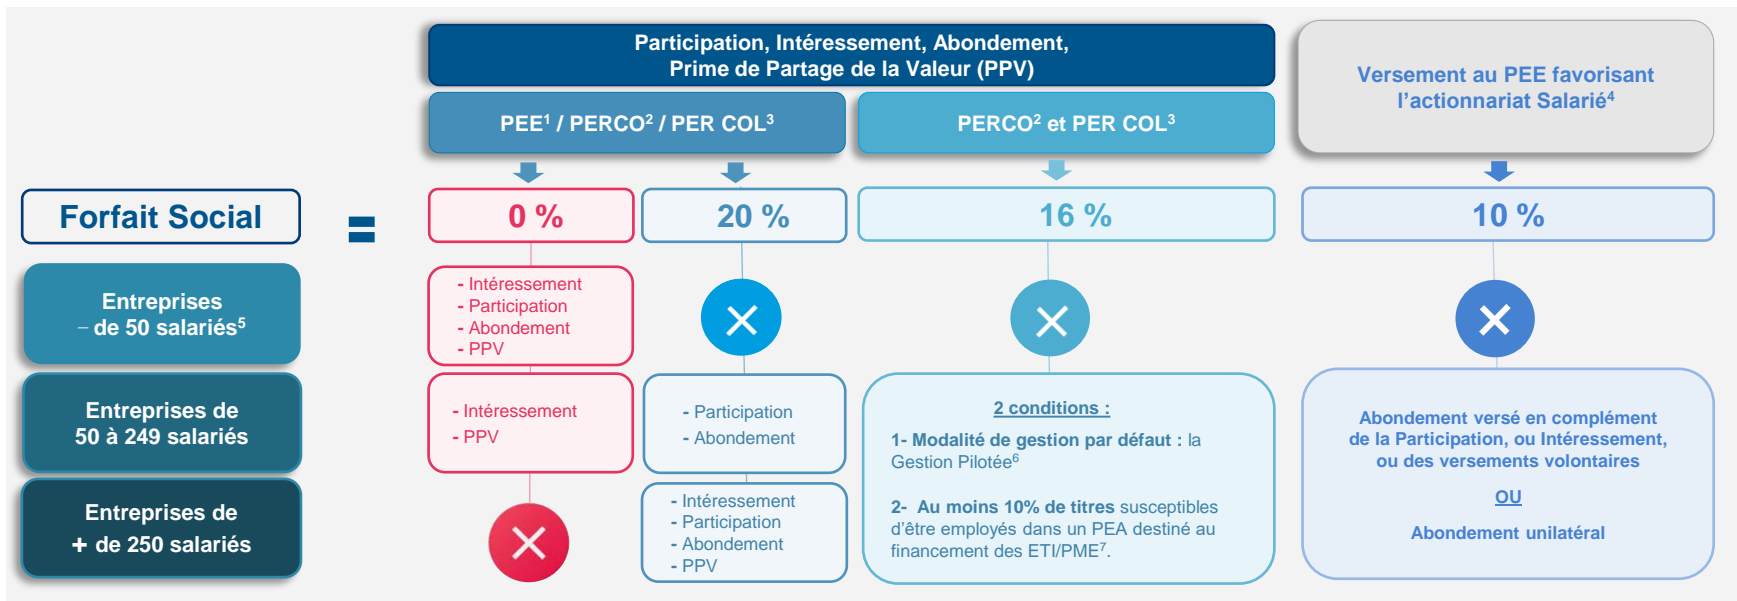 Participation, Intéressement, Abondement,
Prime de Partage de la Valeur (PPV)
Versement au PEE favorisant
l'actionnariat Salarié⁴
PEE¹ / PERCO² / PER COL³
PERCO² et PER COL³
Forfait Social
=
0 %
20 %
16 %
10 %
Entreprises
– de 50 salariés⁵
- Intéressement
- Participation
- Abondement
- PPV
Entreprises de
50 à 249 salariés
- Intéressement
- PPV
- Participation
- Abondement
Entreprises de
+ de 250 salariés
- Intéressement
- Participation
- Abondement
- PPV
2 conditions :
1- Modalité de gestion par défaut : la
Gestion Pilotée⁶
2- Au moins 10% de titres susceptibles
d'être employés dans un PEA destiné au
financement des ETI/PME⁷.
Abondement versé en complément
de la Participation, ou Intéressement,
ou des versements volontaires
OU
Abondement unilatéral